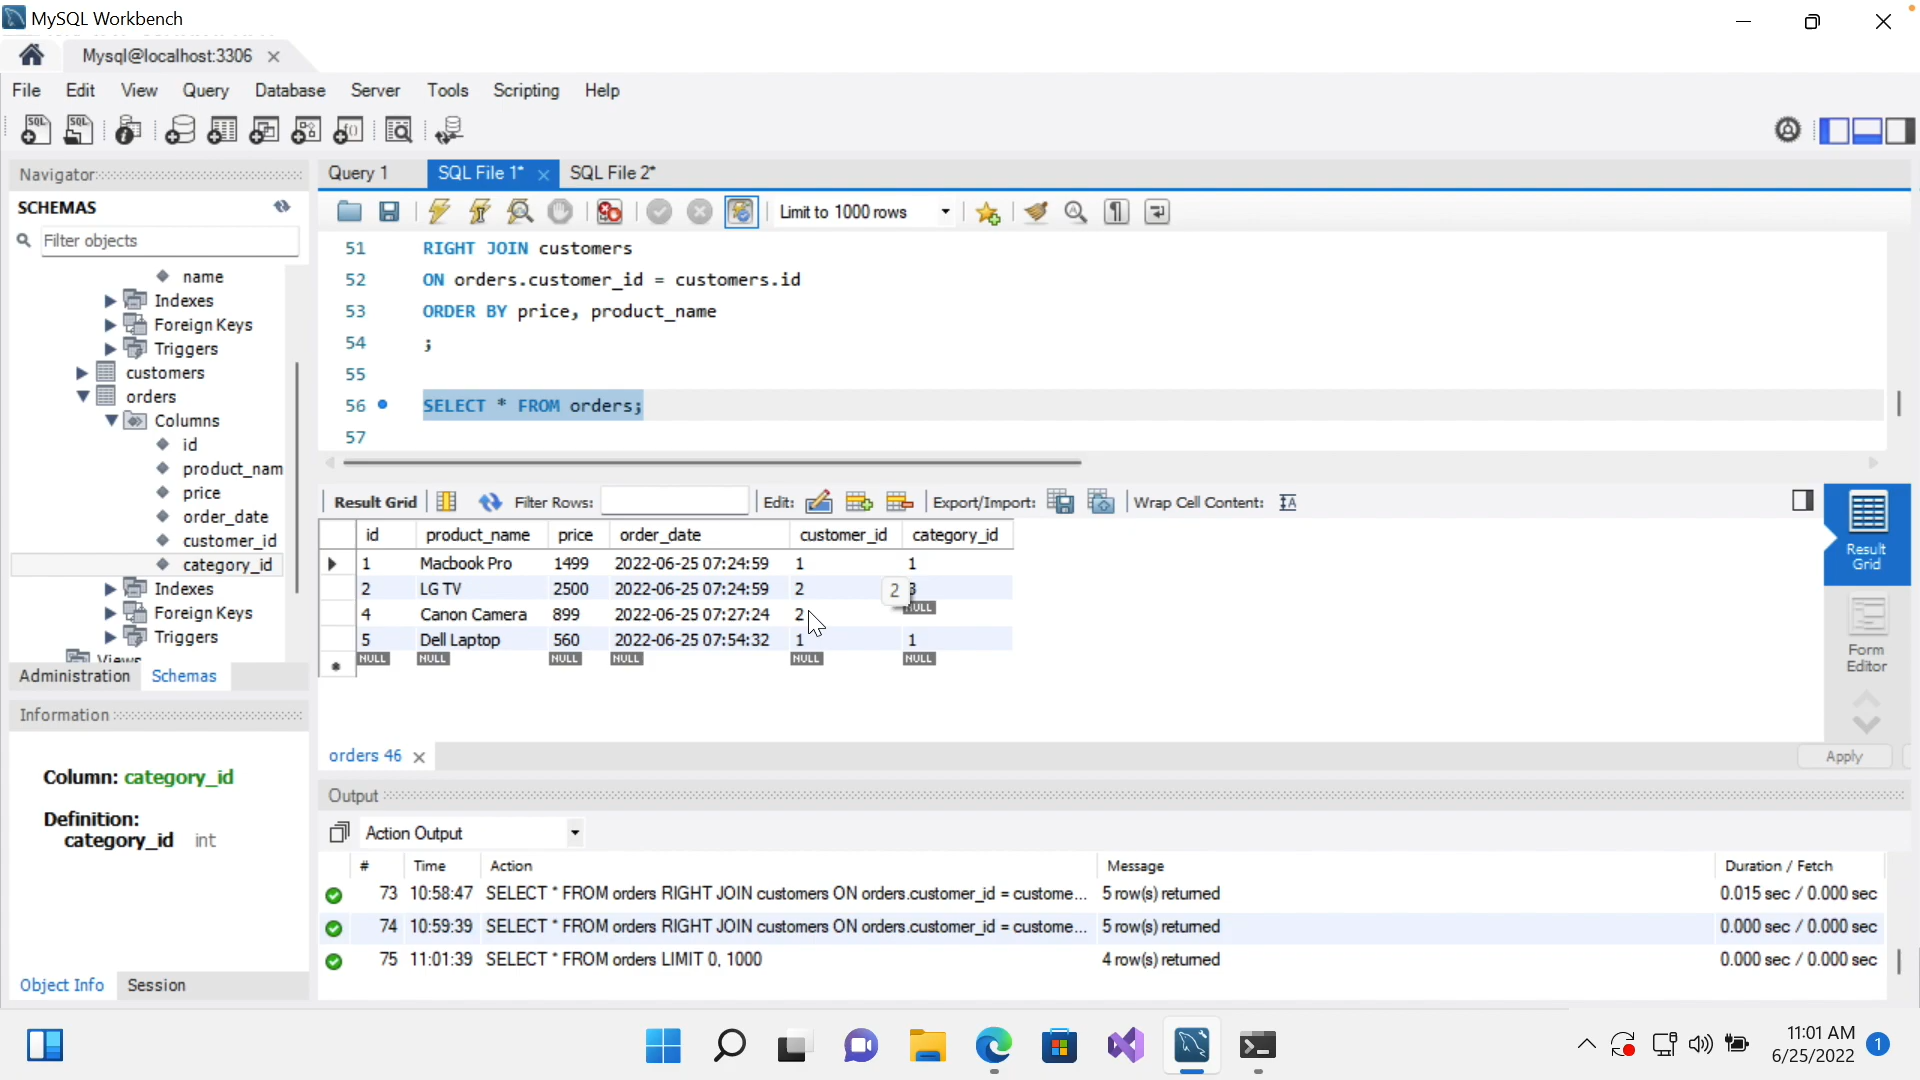 MySQL Workbench
Mysql@localhost:3306
File Edit View Query Database Server Tools Scripting Help
Navigator
SCHEMAS
Filter objects
name
Indexes
Foreign Keys
Triggers
customers
orders
Columns
id
product_nam
price
order_date
customer_id
category_id
Indexes
Foreign Keys
Triggers
Views
Administration Schemas
Information
Column: category_id
Definition:
category_id int
Object Info Session
Query 1 SQL File 1* SQL File 2*
Limit to 1000 rows
51 RIGHT JOIN customers
52 ON orders.customer_id = customers.id
53 ORDER BY price, product_name
54 ;
55
56 SELECT * FROM orders;
57
Result Grid Filter Rows: Edit: Export/Import: Wrap Cell Content:
id product_name price order_date customer_id category_id
1 Macbook Pro 1499 2022-06-25 07:24:59 1 1
2 LG TV 2500 2022-06-25 07:24:59 2 3
2
4 Canon Camera 899 2022-06-25 07:27:24 2 NULL
5 Dell Laptop 560 2022-06-25 07:54:32 1 1
NULL NULL NULL NULL NULL NULL
Result
Grid
Form
Editor
orders 46
Apply
Output
Action Output
# Time Action Message Duration / Fetch
73 10:58:47 SELECT * FROM orders RIGHT JOIN customers ON orders.customer_id = custome... 5 row(s) returned 0.015 sec / 0.000 sec
74 10:59:39 SELECT * FROM orders RIGHT JOIN customers ON orders.customer_id = custome... 5 row(s) returned 0.000 sec / 0.000 sec
75 11:01:39 SELECT * FROM orders LIMIT 0, 1000 4 row(s) returned 0.000 sec / 0.000 sec
11:01 AM
6/25/2022
1